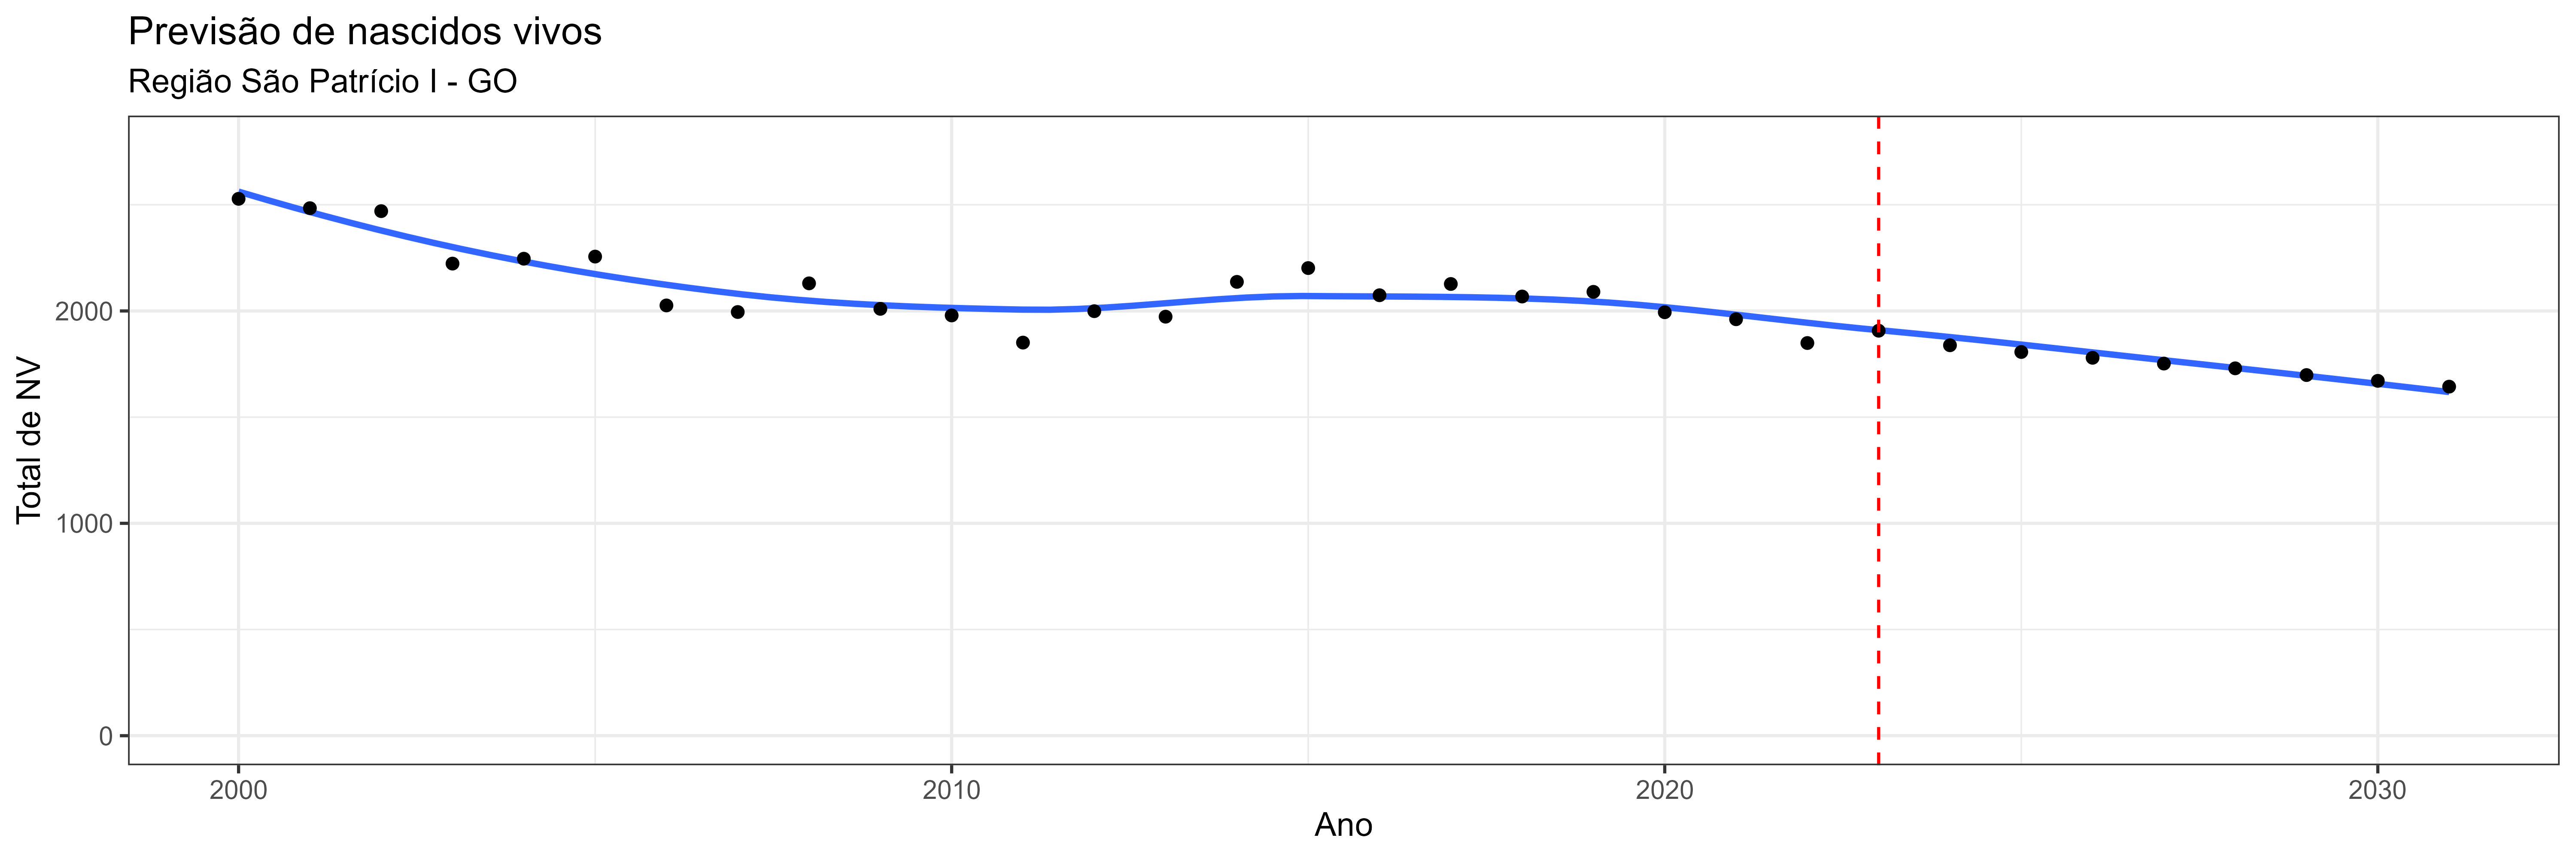 Previsão de nascidos vivos
Região São Patrício I - GO
Total de NV
2000
1000
0
2000
2010
2020
2030
Ano